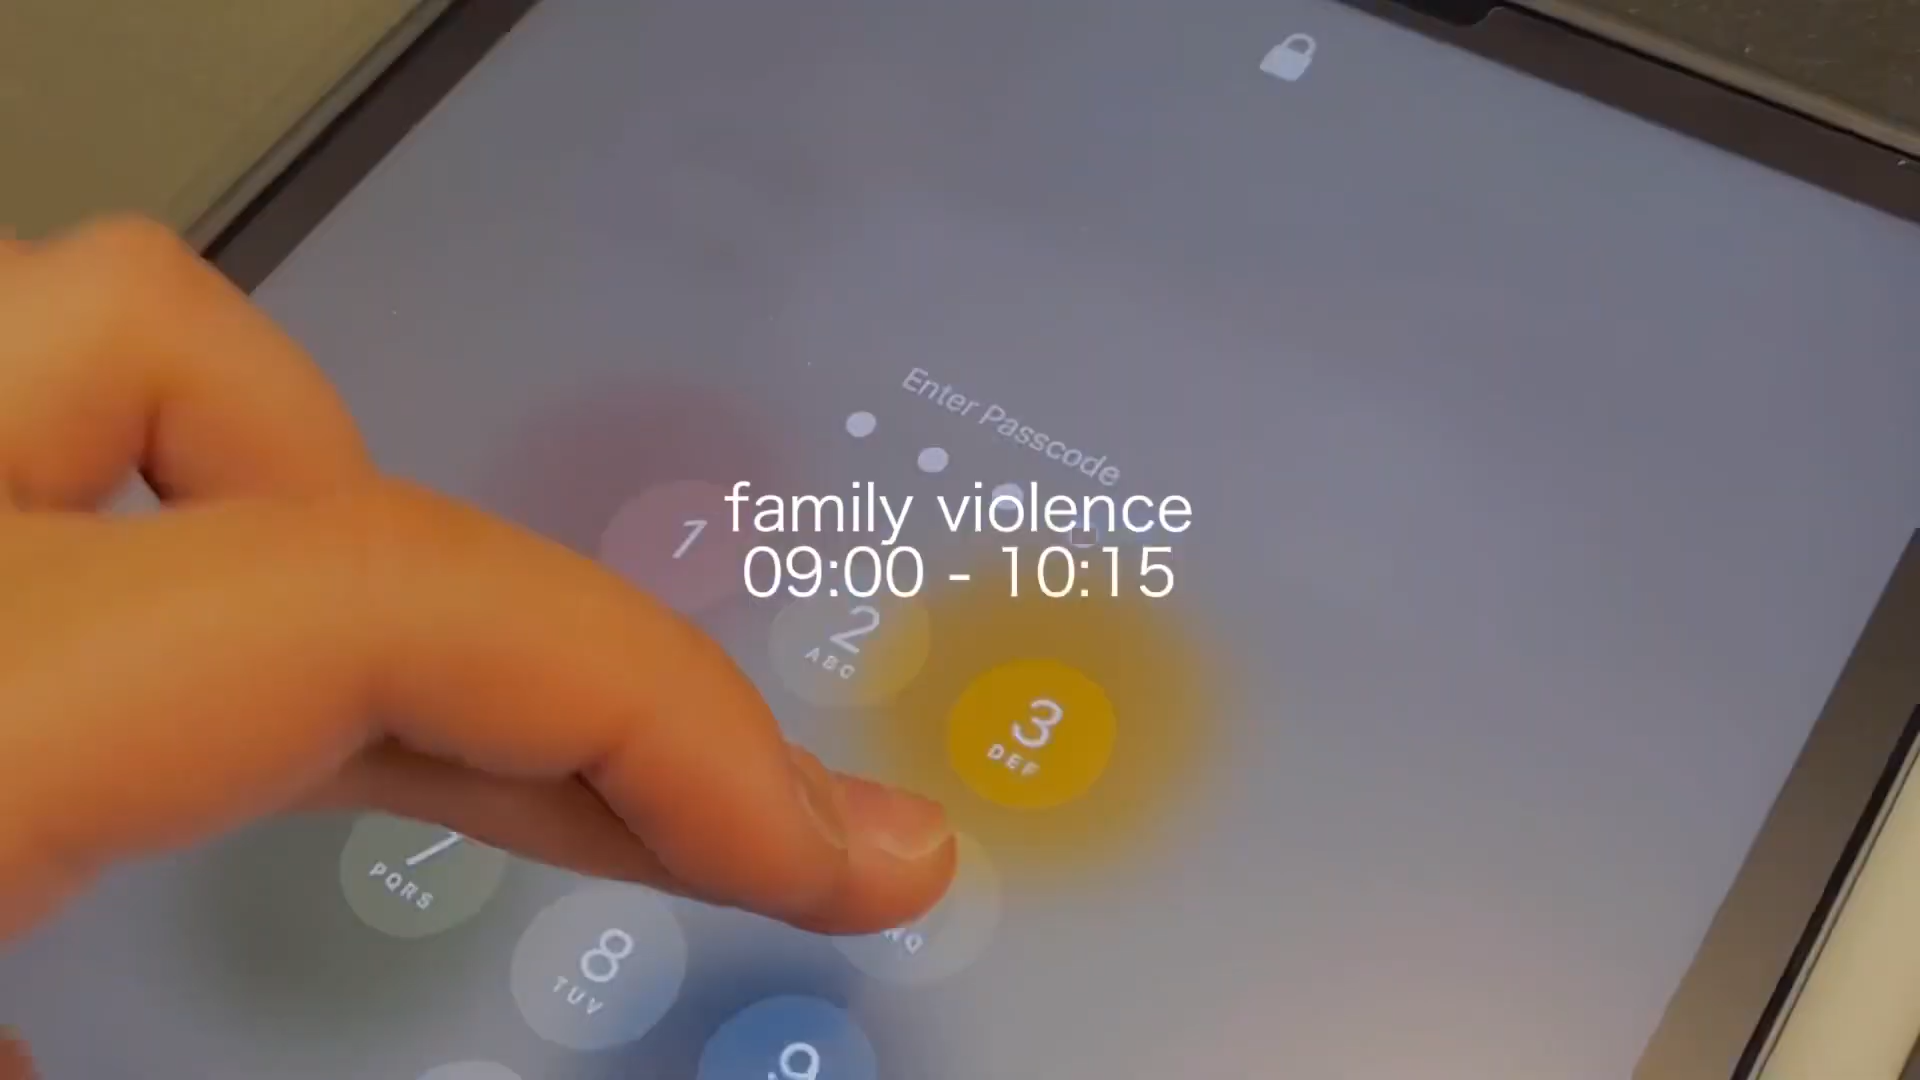 Enter Passcode
family violence
09:00 - 10:15
1
2
ABC
3
DEF
7
PQRS
8
TUV
9